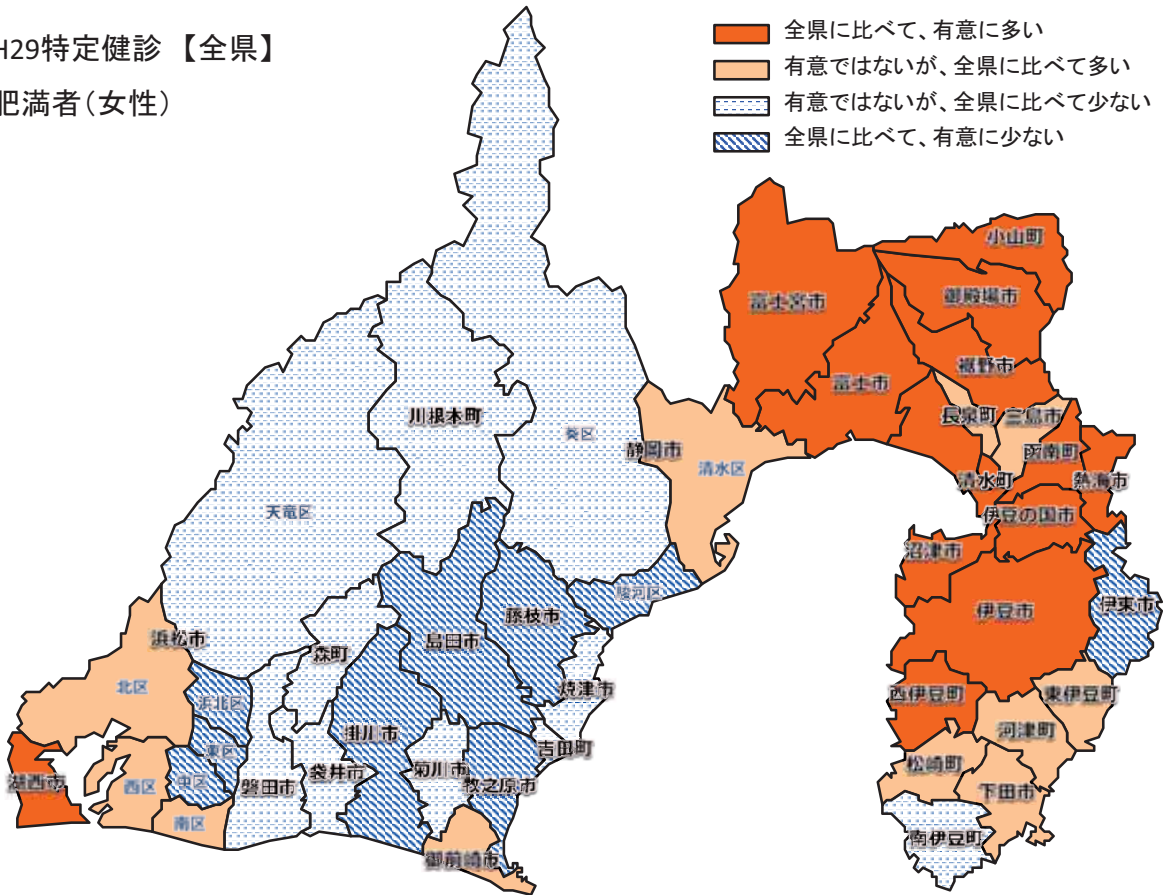 H29特定健診 【全県】
肥満者(女性)
全県に比べて、有意に多い
有意ではないが、全県に比べて多い
有意ではないが、全県に比べて少ない
全県に比べて、有意に少ない
小山町
御殿場市
富士宮市
裾野市
富士市
長泉町
三島市
函南町
清水町
熱海市
伊豆の国市
沼津市
伊豆市
伊東市
西伊豆町
東伊豆町
河津町
松崎町
下田市
南伊豆町
川根本町
葵区
静岡市
清水区
天竜区
駿河区
藤枝市
島田市
浜松市
森町
北区
浜北区
焼津市
掛川市
東区
吉田町
湖西市
西区
中区
磐田市
袋井市
菊川市
牧之原市
南区
御前崎市